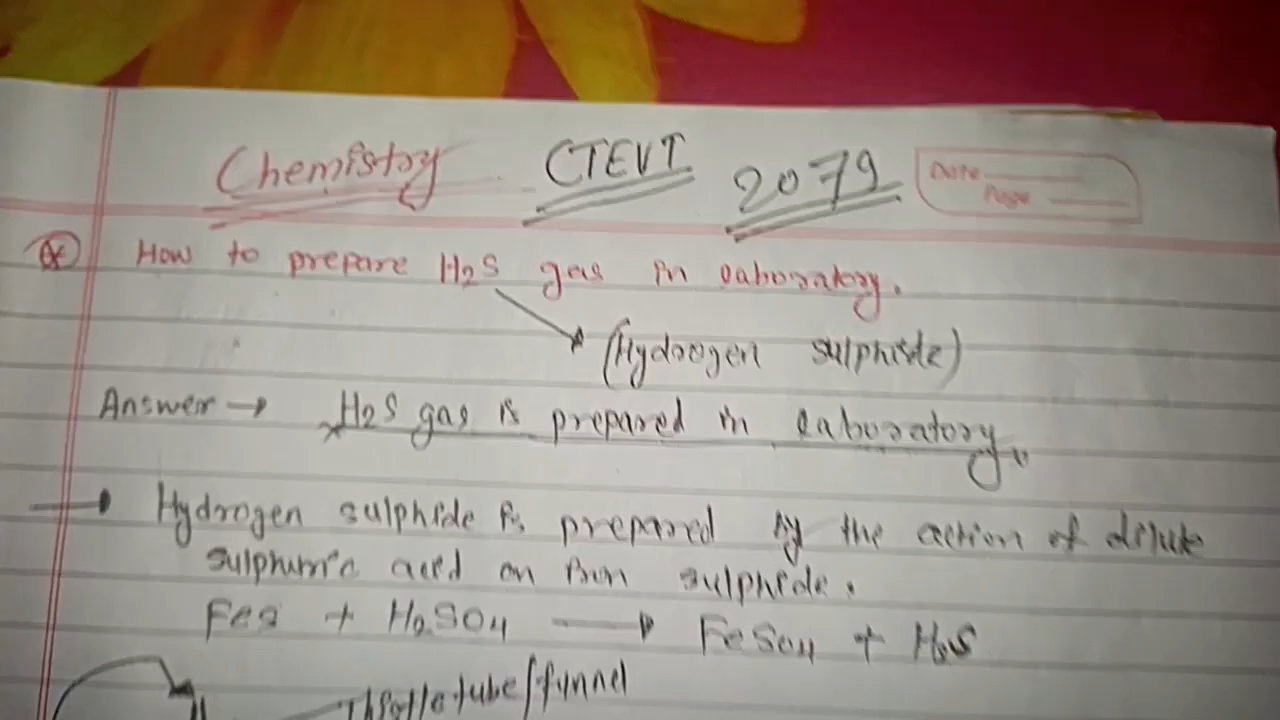 Chemistry CTEVT 2079
Date
Page
Q How to prepare H2S gas in laboratory.
(Hydrogen sulphide)
Answer → H2S gas is prepared in laboratory.
→ Hydrogen sulphide is prepared by the action of dilute
sulphuric acid on Iron sulphide.
FeS + H2SO4 → FeSO4 + H2S
Thistle tube/funnel